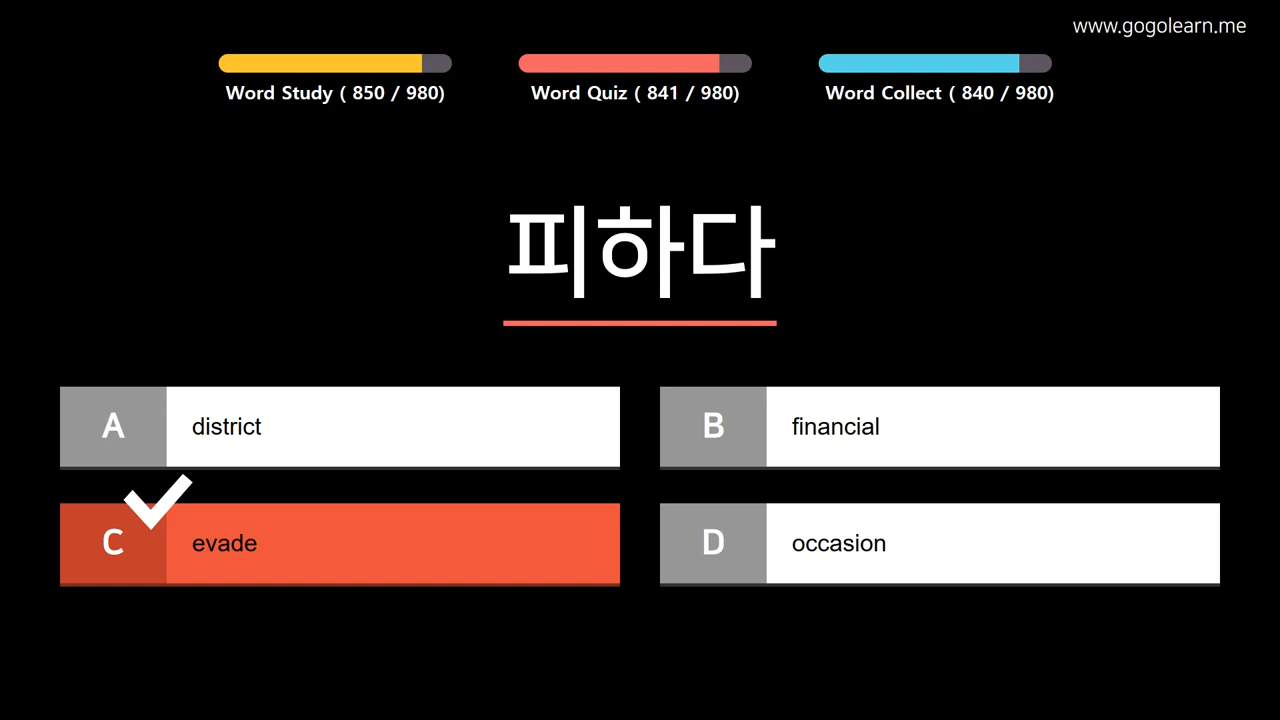 www.gogolearn.me
Word Study ( 850 / 980)
Word Quiz ( 841 / 980)
Word Collect ( 840 / 980)
피하다
A district
B financial
C evade
D occasion